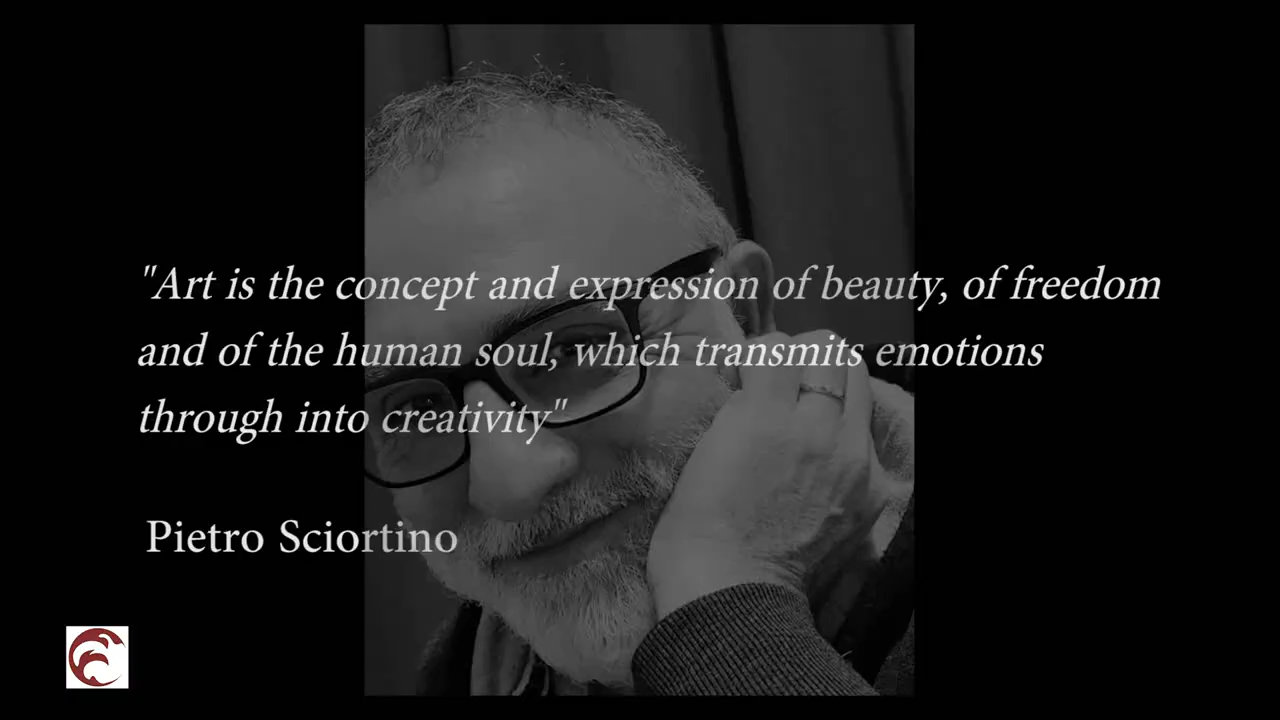 "Art is the concept and expression of beauty, of freedom
and of the human soul, which transmits emotions
through into creativity"
Pietro Sciortino